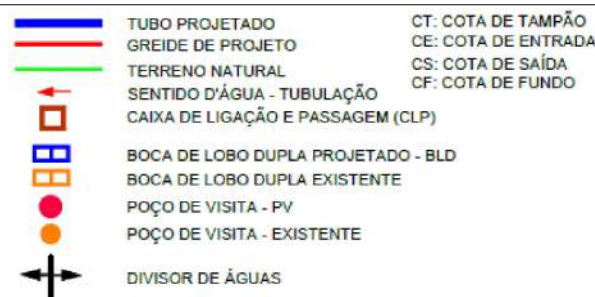 TUBO PROJETADO
GREIDE DE PROJETO
TERRENO NATURAL
SENTIDO D'ÁGUA - TUBULAÇÃO
CAIXA DE LIGAÇÃO E PASSAGEM (CLP)
BOCA DE LOBO DUPLA PROJETADO - BLD
BOCA DE LOBO DUPLA EXISTENTE
POÇO DE VISITA - PV
POÇO DE VISITA - EXISTENTE
DIVISOR DE ÁGUAS
CT: COTA DE TAMPÃO
CE: COTA DE ENTRADA
CS: COTA DE SAÍDA
CF: COTA DE FUNDO